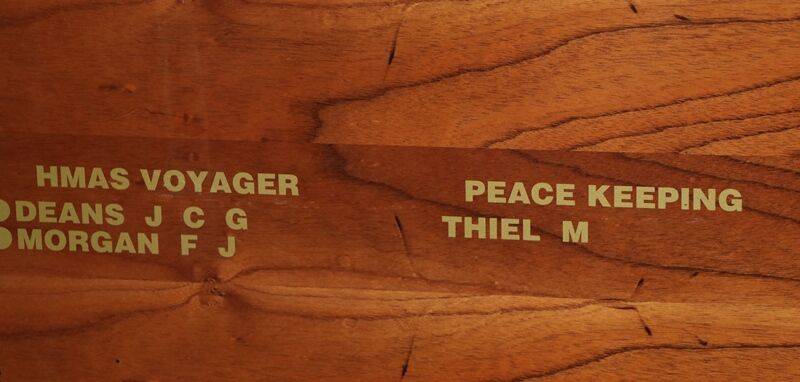 HMAS VOYAGER
DEANS J C G
MORGAN F J
PEACE KEEPING
THIEL M